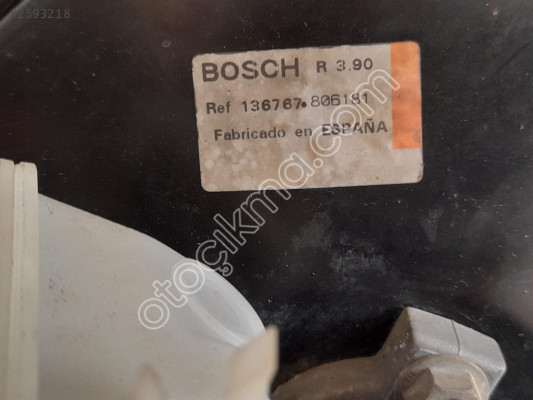 2593218
BOSCH R 3.90
Ref 136767.806181
Fabricado en ESPAÑA
otoçıkma.com